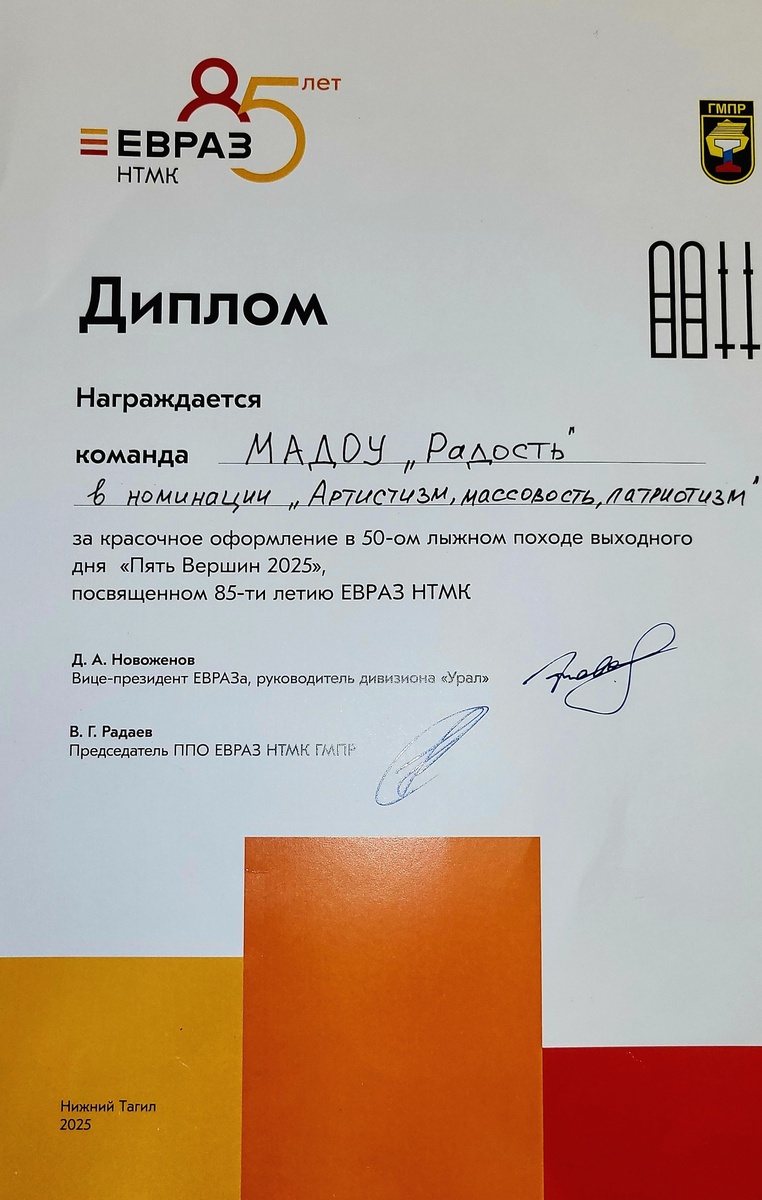 85 лет
ЕВРАЗ
НТМК
ГМПР
Диплом
Награждается
команда МАДОУ „Радость"
в номинации „Артистизм, массовость, патриотизм"
за красочное оформление в 50-ом лыжном походе выходного
дня «Пять Вершин 2025»,
посвященном 85-ти летию ЕВРАЗ НТМК
Д. А. Новоженов
Вице-президент ЕВРАЗа, руководитель дивизиона «Урал»
В. Г. Радаев
Председатель ППО ЕВРАЗ НТМК ГМПР
Нижний Тагил
2025